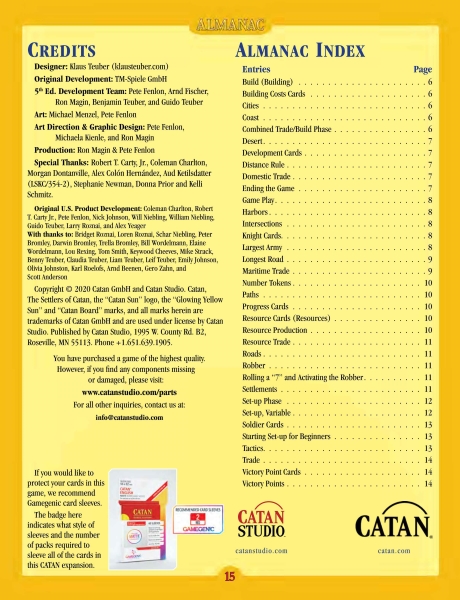 ALMANAC
CREDITS
Designer: Klaus Teuber (klausteuber.com)
Original Development: TM-Spiele GmbH
5th Ed. Development Team: Pete Fenlon, Arnd Fischer,
Ron Magin, Benjamin Teuber, and Guido Teuber
Art: Michael Menzel, Pete Fenlon
Art Direction & Graphic Design: Pete Fenlon,
Michaela Kienle, and Ron Magin
Production: Ron Magin & Pete Fenlon
Special Thanks: Robert T. Carty, Jr., Coleman Charlton,
Morgan Dontanville, Alex Colón Hernández, Aud Ketilsdatter
(LSKC/354-2), Stephanie Newman, Donna Prior and Kelli
Schmitz.
Original U.S. Product Development: Coleman Charlton, Robert
T. Carty Jr., Pete Fenlon, Nick Johnson, Will Niebling, William Niebling,
Guido Teuber, Larry Roznai, and Alex Yeager
With thanks to: Bridget Roznai, Loren Roznai, Schar Niebling, Peter
Bromley, Darwin Bromley, Trella Bromley, Bill Wordelmann, Elaine
Wordelmann, Lou Rexing, Tom Smith, Keywood Cheeves, Mike Strack,
Benny Teuber, Claudia Teuber, Liam Teuber, Leif Teuber, Emily Johnson,
Olivia Johnston, Karl Roelofs, Arnd Beenen, Gero Zahn, and
Scott Anderson
Copyright © 2020 Catan GmbH and Catan Studio. Catan,
The Settlers of Catan, the "Catan Sun" logo, the "Glowing Yellow
Sun" and "Catan Board" marks, and all marks herein are
trademarks of Catan GmbH and are used under license by Catan
Studio. Published by Catan Studio, 1995 W. County Rd. B2,
Roseville, MN 55113. Phone +1.651.639.1905.
You have purchased a game of the highest quality.
However, if you find any components missing
or damaged, please visit:
www.catanstudio.com/parts
For all other inquiries, contact us at:
info@catanstudio.com
If you would like to
protect your cards in this
game, we recommend
Gamegenic card sleeves.
The badge here
indicates what style of
sleeves and the number
of packs required to
sleeve all of the cards in
this CATAN expansion.
CATAN
RECOMMENDED CARD SLEEVES
2
GAMEGENIC
ALMANAC INDEX
Entries Page
Build (Building) . . . 6
Building Costs Cards . . . 6
Cities . . . 6
Coast . . . 6
Combined Trade/Build Phase . . . 6
Desert . . . 7
Development Cards . . . 7
Distance Rule . . . 7
Domestic Trade . . . 7
Ending the Game . . . 7
Game Play . . . 8
Harbors . . . 8
Intersections . . . 8
Knight Cards . . . 8
Largest Army . . . 8
Longest Road . . . 9
Maritime Trade . . . 9
Number Tokens . . . 10
Paths . . . 10
Progress Cards . . . 10
Resource Cards (Resources) . . . 10
Resource Production . . . 10
Resource Trade . . . 11
Roads . . . 11
Robber . . . 11
Rolling a "7" and Activating the Robber . . . 11
Settlements . . . 11
Set-up Phase . . . 12
Set-up, Variable . . . 12
Soldier Cards . . . 13
Starting Set-up for Beginners . . . 13
Tactics . . . 13
Trade . . . 14
Victory Point Cards . . . 14
Victory Points . . . 14
CATAN
STUDIO
catanstudio.com
CATAN®
catan.com
15